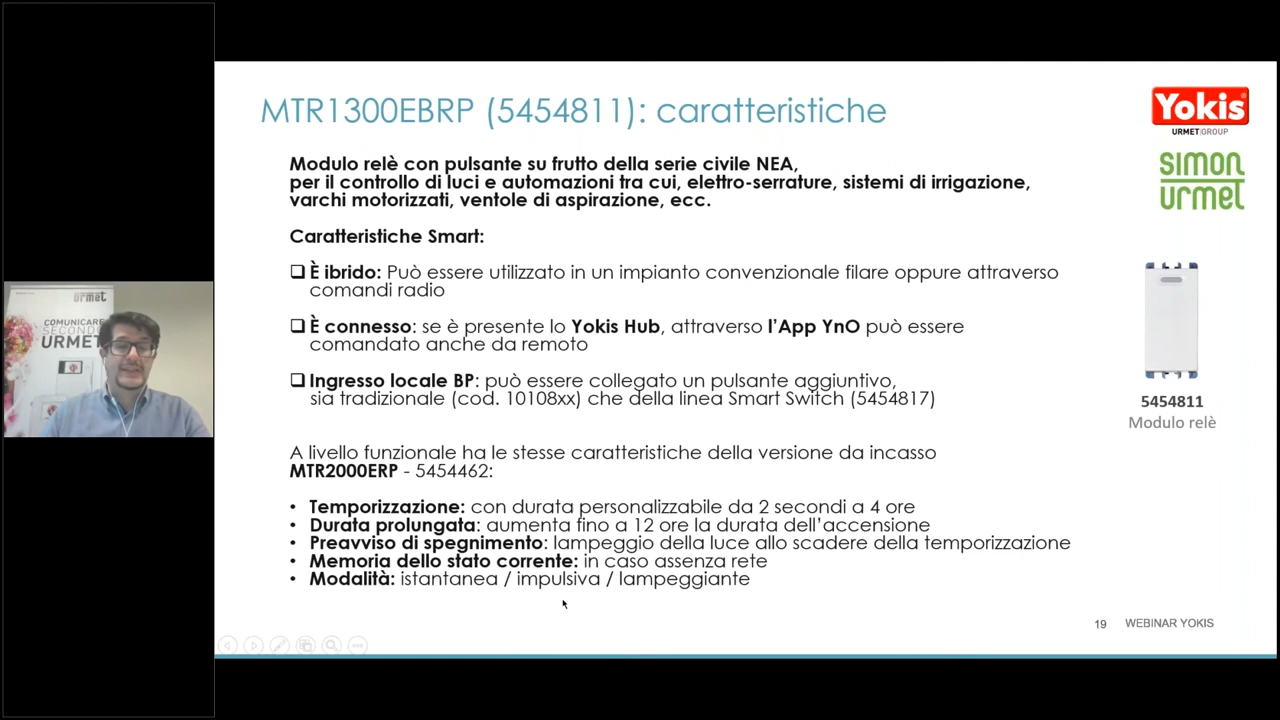 MTR1300EBRP (5454811): caratteristiche
Yokis
URMET GROUP
simon
urmet
Modulo relè con pulsante su frutto della serie civile NEA,
per il controllo di luci e automazioni tra cui, elettro-serrature, sistemi di irrigazione,
varchi motorizzati, ventole di aspirazione, ecc.
Caratteristiche Smart:
È ibrido: Può essere utilizzato in un impianto convenzionale filare oppure attraverso
comandi radio
È connesso: se è presente lo Yokis Hub, attraverso l'App YnO può essere
comandato anche da remoto
Ingresso locale BP: può essere collegato un pulsante aggiuntivo,
sia tradizionale (cod. 10108xx) che della linea Smart Switch (5454817)
5454811
Modulo relè
A livello funzionale ha le stesse caratteristiche della versione da incasso
MTR2000ERP - 5454462:
• Temporizzazione: con durata personalizzabile da 2 secondi a 4 ore
• Durata prolungata: aumenta fino a 12 ore la durata dell'accensione
• Preavviso di spegnimento: lampeggio della luce allo scadere della temporizzazione
• Memoria dello stato corrente: in caso assenza rete
• Modalità: istantanea / impulsiva / lampeggiante
19 WEBINAR YOKIS
urmet
COMUNICARE
SECONDO
URMET